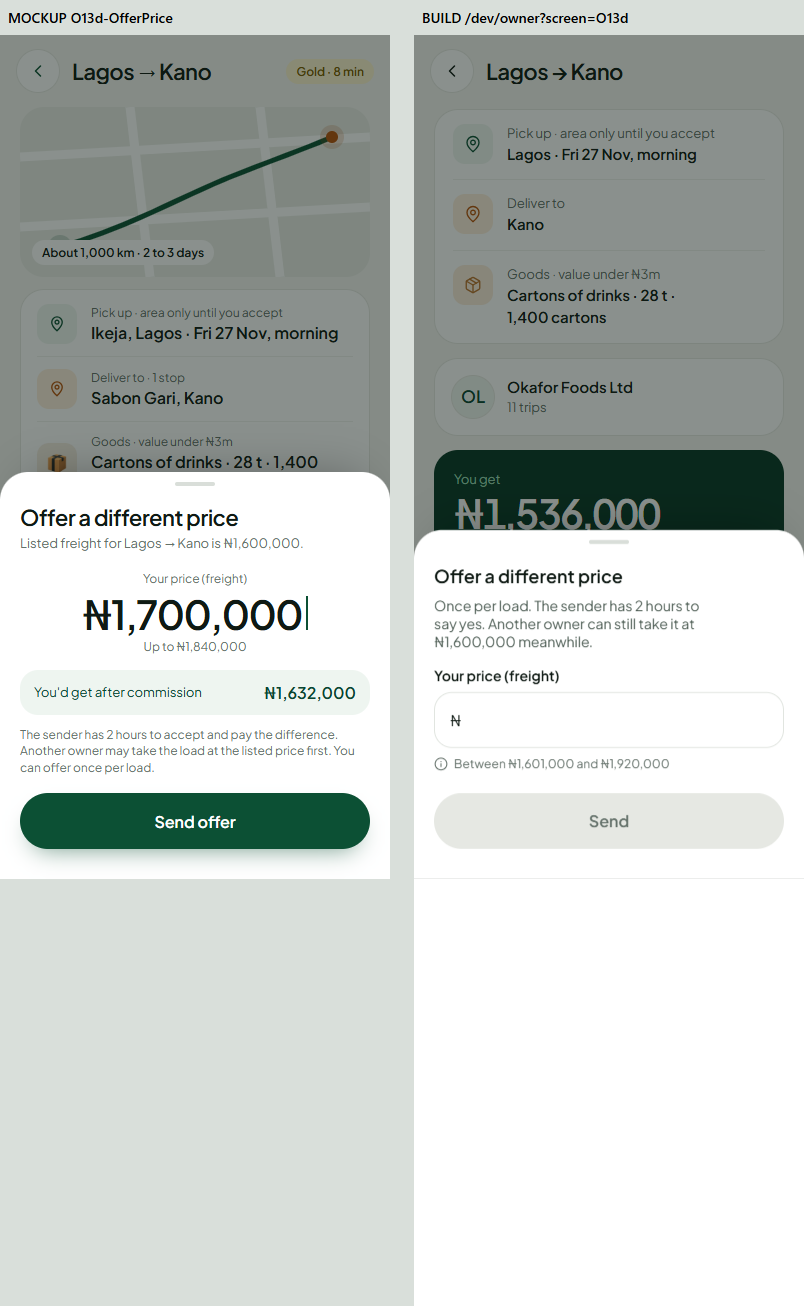 MOCKUP O13d-OfferPrice
Lagos → Kano
Gold · 8 min
About 1,000 km · 2 to 3 days
Pick up · area only until you accept
Ikeja, Lagos · Fri 27 Nov, morning
Deliver to · 1 stop
Sabon Gari, Kano
Goods · value under ₦3m
Cartons of drinks · 28 t · 1,400
Offer a different price
Listed freight for Lagos → Kano is ₦1,600,000.
Your price (freight)
₦1,700,000
Up to ₦1,840,000
You'd get after commission
₦1,632,000
The sender has 2 hours to accept and pay the difference.
Another owner may take the load at the listed price first. You
can offer once per load.
Send offer
BUILD /dev/owner?screen=O13d
Lagos → Kano
Pick up · area only until you accept
Lagos · Fri 27 Nov, morning
Deliver to
Kano
Goods · value under ₦3m
Cartons of drinks · 28 t ·
1,400 cartons
OL
Okafor Foods Ltd
11 trips
You get
₦1,536,000
Offer a different price
Once per load. The sender has 2 hours to
say yes. Another owner can still take it at
₦1,600,000 meanwhile.
Your price (freight)
₦
Between ₦1,601,000 and ₦1,920,000
Send